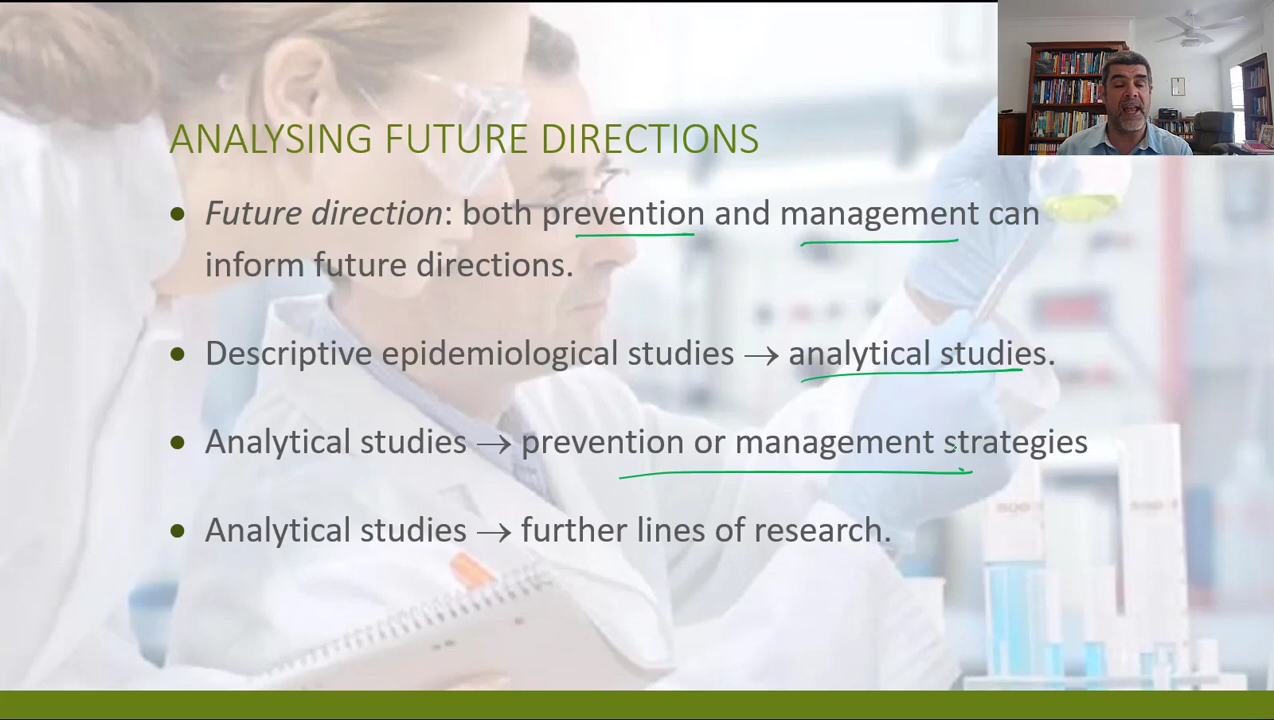 ANALYSING FUTURE DIRECTIONS
• Future direction: both prevention and management can
inform future directions.
• Descriptive epidemiological studies → analytical studies.
• Analytical studies → prevention or management strategies
• Analytical studies → further lines of research.